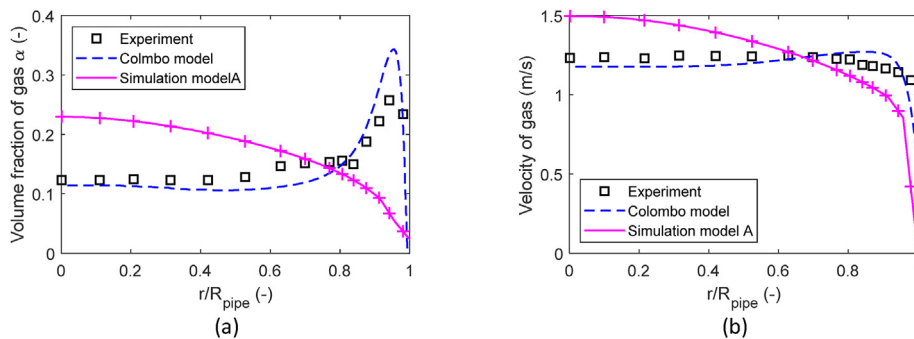 0.4
0.3
0.2
0.1
0
Volume fraction of gas α (-)
Experiment
Colmbo model
Simulation modelA
0
0.2
0.4
0.6
0.8
1
r/R_pipe (-)
(a)
1.5
1
0.5
0
Velocity of gas (m/s)
Experiment
Colombo model
Simulation model A
0
0.2
0.4
0.6
0.8
r/R_pipe (-)
(b)